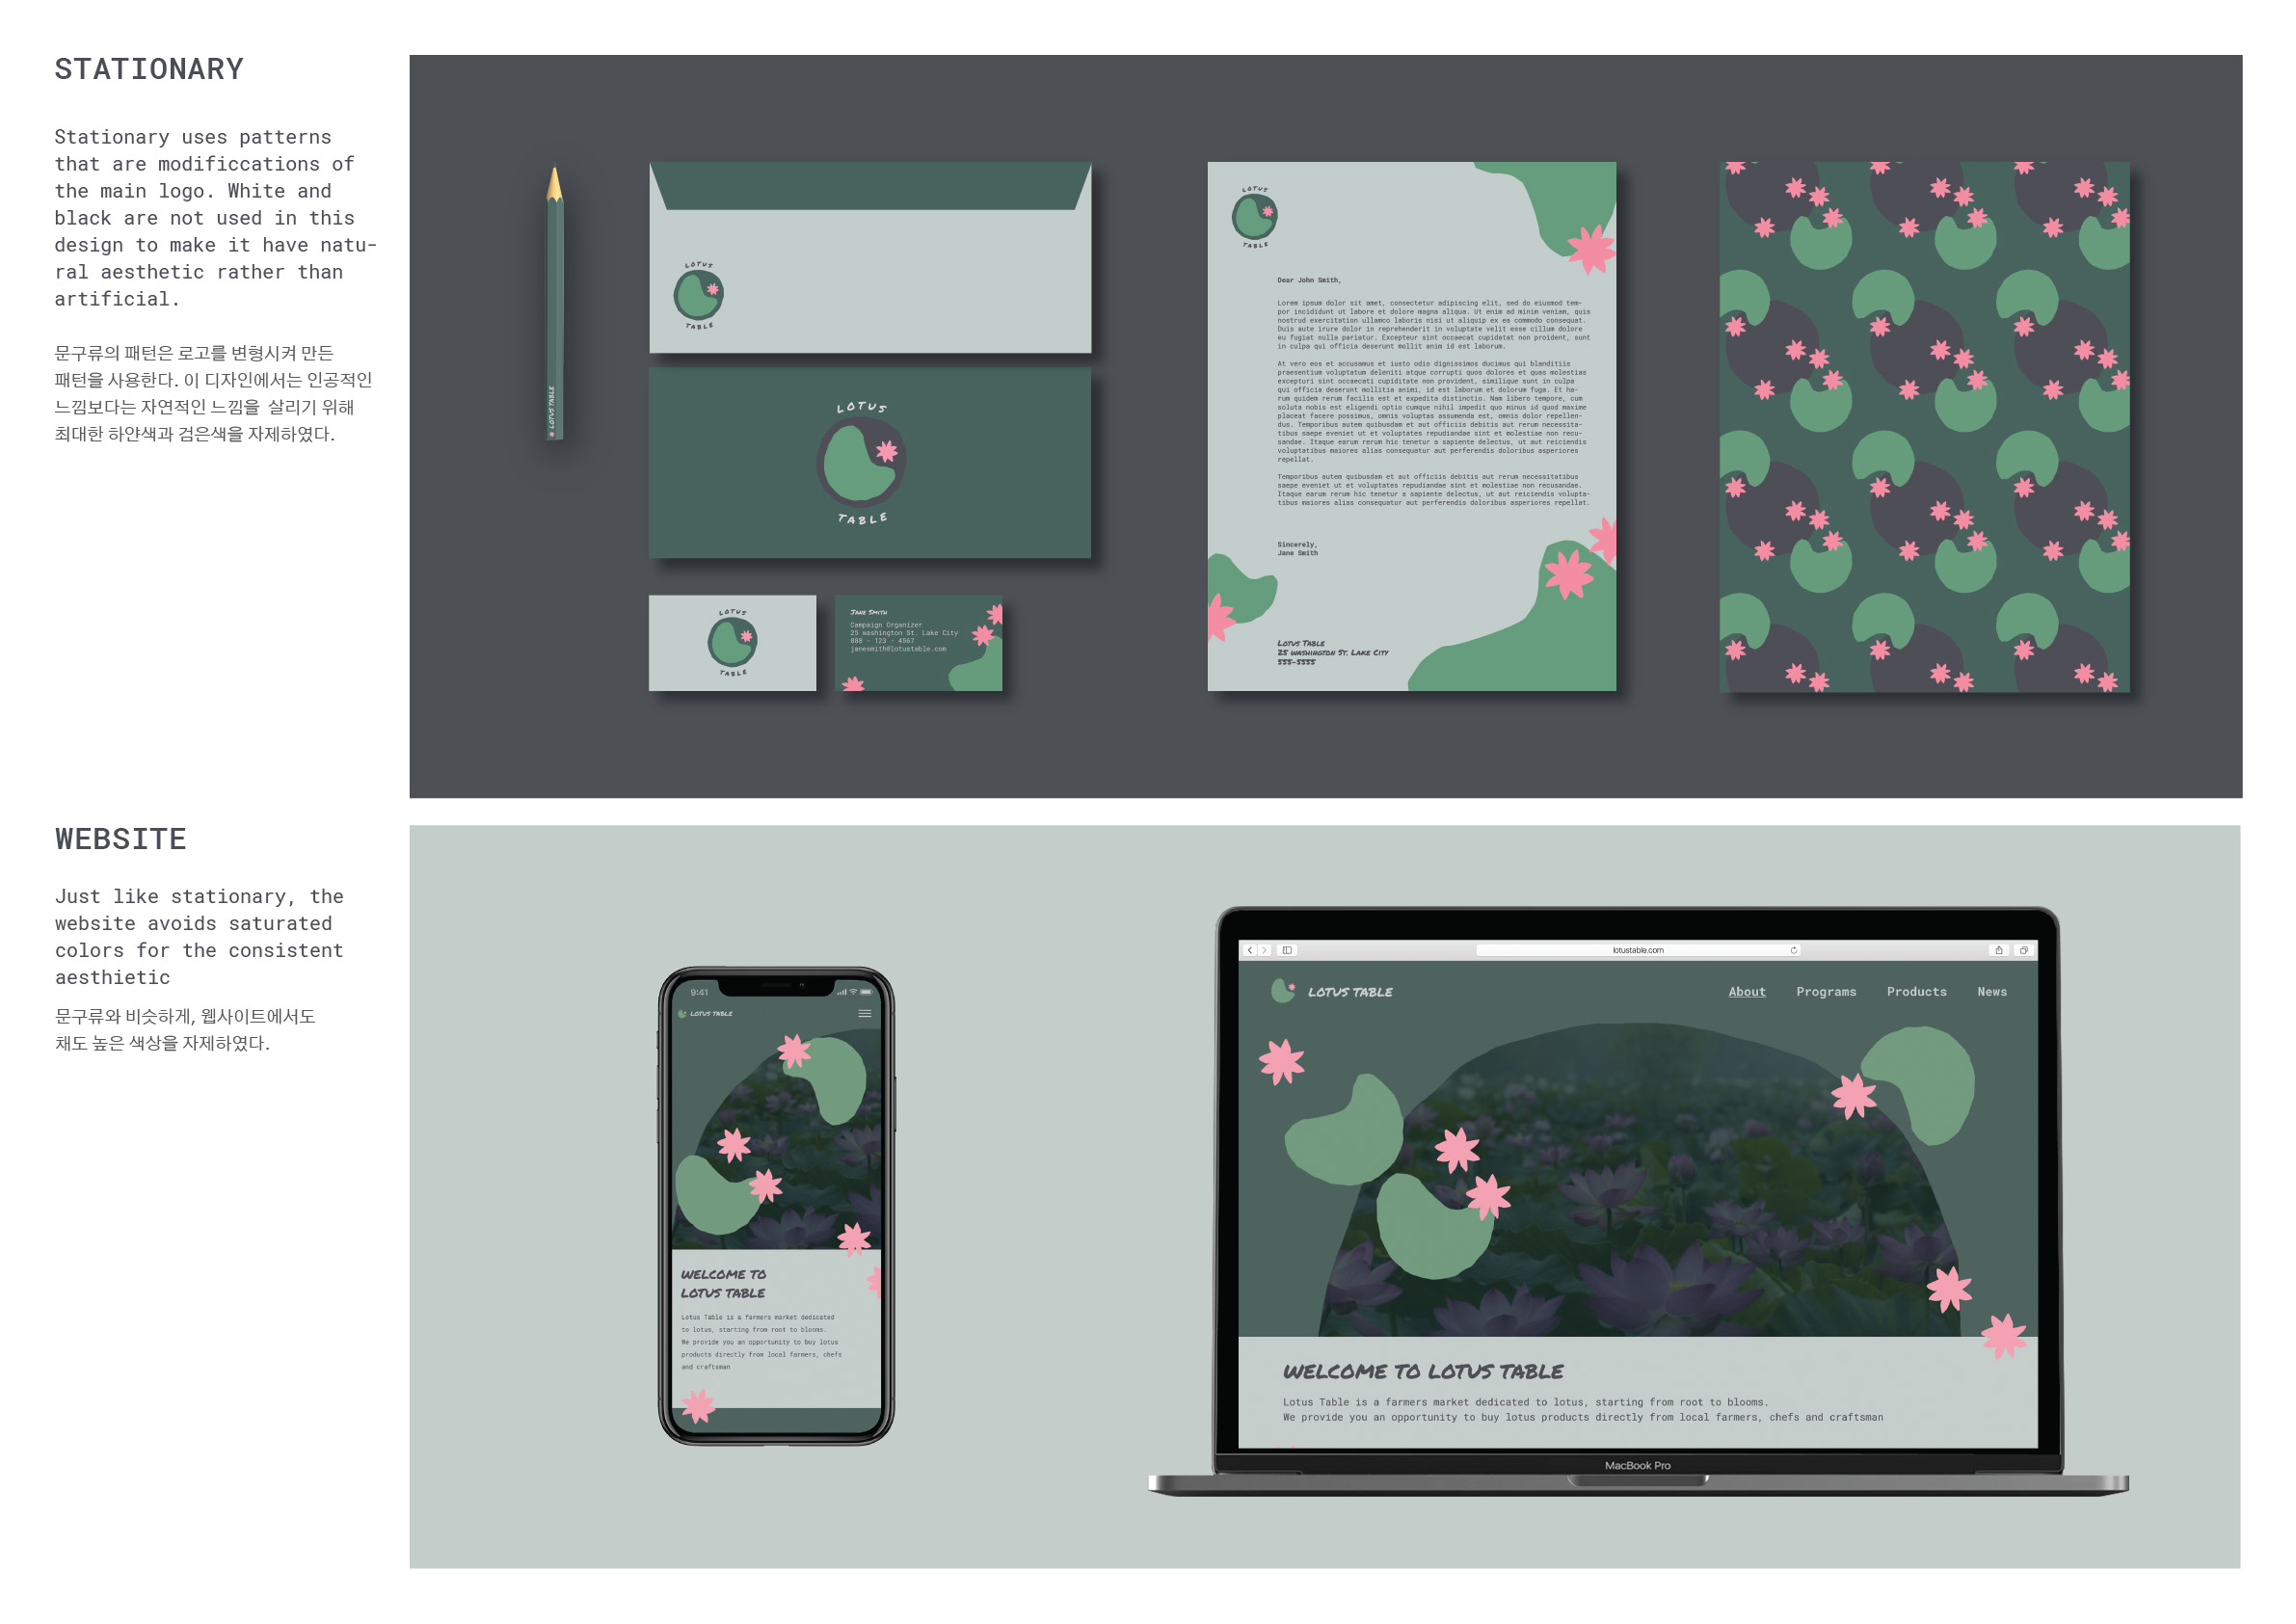 STATIONARY
Stationary uses patterns
that are modificcations of
the main logo. White and
black are not used in this
design to make it have natu-
ral aesthetic rather than
artificial.
문구류의 패턴은 로고를 변형시켜 만든
패턴을 사용한다. 이 디자인에서는 인공적인
느낌보다는 자연적인 느낌을 살리기 위해
최대한 하얀색과 검은색을 자제하였다.
LOTUS TABLE
LOTUS
TABLE
LOTUS
TABLE
LOTUS
TABLE
Jane Smith
Campaign Organizer
25 washington St. Lake City
888 - 123 - 4567
janesmith@lotustable.com
LOTUS
TABLE
Dear John Smith,
Lorem ipsum dolor sit amet, consectetur adipiscing elit, sed do eiusmod tem-
por incididunt ut labore et dolore magna aliqua. Ut enim ad minim veniam, quis
nostrud exercitation ullamco laboris nisi ut aliquip ex ea commodo consequat.
Duis aute irure dolor in reprehenderit in voluptate velit esse cillum dolore
eu fugiat nulla pariatur. Excepteur sint occaecat cupidatat non proident, sunt
in culpa qui officia deserunt mollit anim id est laborum.
At vero eos et accusamus et iusto odio dignissimos ducimus qui blanditiis
praesentium voluptatum deleniti atque corrupti quos dolores et quas molestias
excepturi sint occaecati cupiditate non provident, similique sunt in culpa
qui officia deserunt mollitia animi, id est laborum et dolorum fuga. Et ha-
rum quidem rerum facilis est et expedita distinctio. Nam libero tempore, cum
soluta nobis est eligendi optio cumque nihil impedit quo minus id quod maxime
placeat facere possimus, omnis voluptas assumenda est, omnis dolor repellen-
dus. Temporibus autem quibusdam et aut officiis debitis aut rerum necessita-
tibus saepe eveniet ut et voluptates repudiandae sint et molestiae non recu-
sandae. Itaque earum rerum hic tenetur a sapiente delectus, ut aut reiciendis
voluptatibus maiores alias consequatur aut perferendis doloribus asperiores
repellat.
Temporibus autem quibusdam et aut officiis debitis aut rerum necessitatibus
saepe eveniet ut et voluptates repudiandae sint et molestiae non recusandae.
Itaque earum rerum hic tenetur a sapiente delectus, ut aut reiciendis volupta-
tibus maiores alias consequatur aut perferendis doloribus asperiores repellat.
Sincerely,
Jane Smith
Lotus Table
25 washington St. Lake City
555-5555
WEBSITE
Just like stationary, the
website avoids saturated
colors for the consistent
aesthietic
문구류와 비슷하게, 웹사이트에서도
채도 높은 색상을 자제하였다.
9:41
LOTUS TABLE
WELCOME TO
LOTUS TABLE
Lotus Table is a farmers market dedicated
to lotus, starting from root to blooms.
We provide you an opportunity to buy lotus
products directly from local farmers, chefs
and craftsman
lotustable.com
LOTUS TABLE
About Programs Products News
WELCOME TO LOTUS TABLE
Lotus Table is a farmers market dedicated to lotus, starting from root to blooms.
We provide you an opportunity to buy lotus products directly from local farmers, chefs and craftsman
MacBook Pro